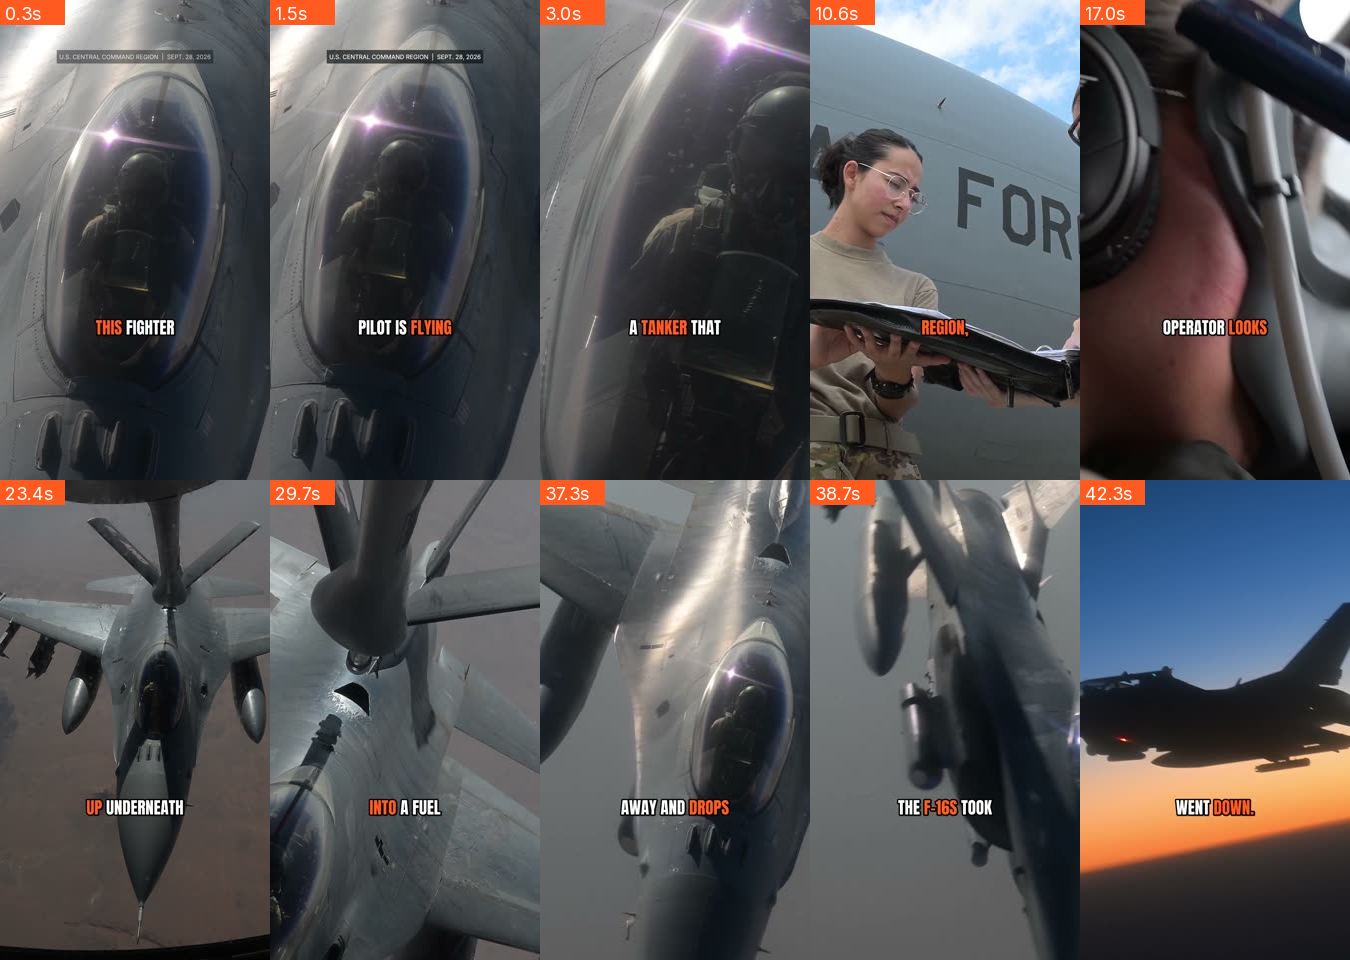 0.3s
U.S. CENTRAL COMMAND REGION | SEPT. 28, 2026
THIS FIGHTER
1.5s
U.S. CENTRAL COMMAND REGION | SEPT. 28, 2026
PILOT IS FLYING
3.0s
A TANKER THAT
10.6s
FOR
REGION,
17.0s
OPERATOR LOOKS
23.4s
UP UNDERNEATH
29.7s
INTO A FUEL
37.3s
AWAY AND DROPS
38.7s
THE F-16S TOOK
42.3s
WENT DOWN.